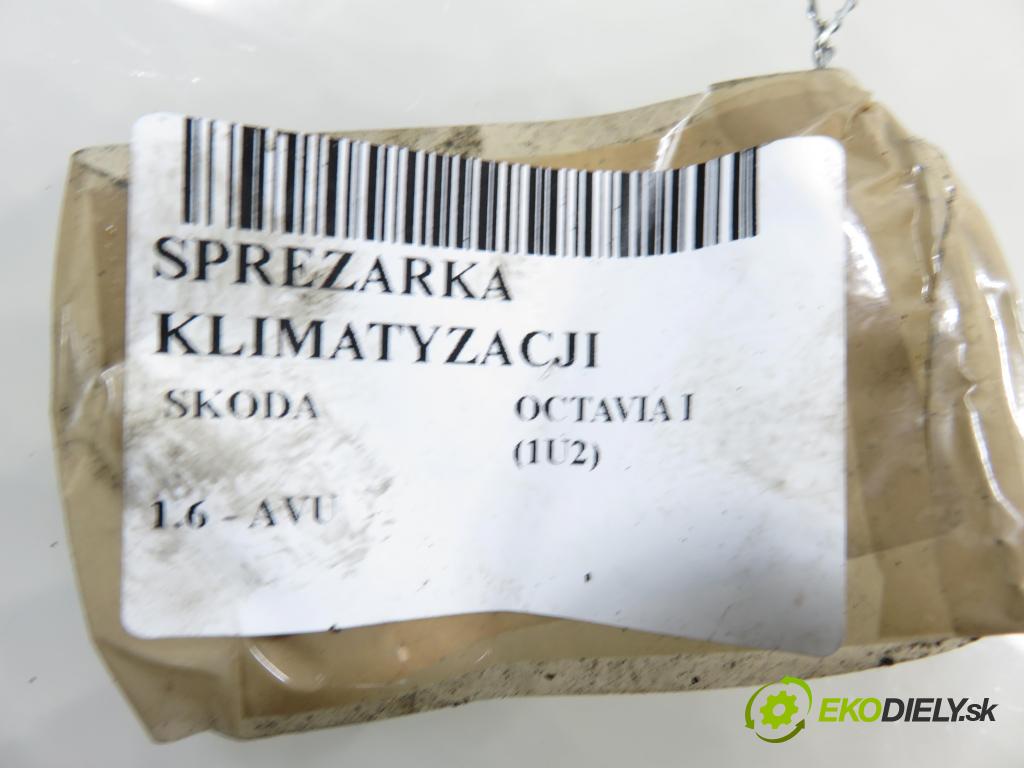 SPREZARKA
KLIMATYZACJI
SKODA OCTAVIA I
(1U2)
1.6 - AVU
EKODIELY.sk